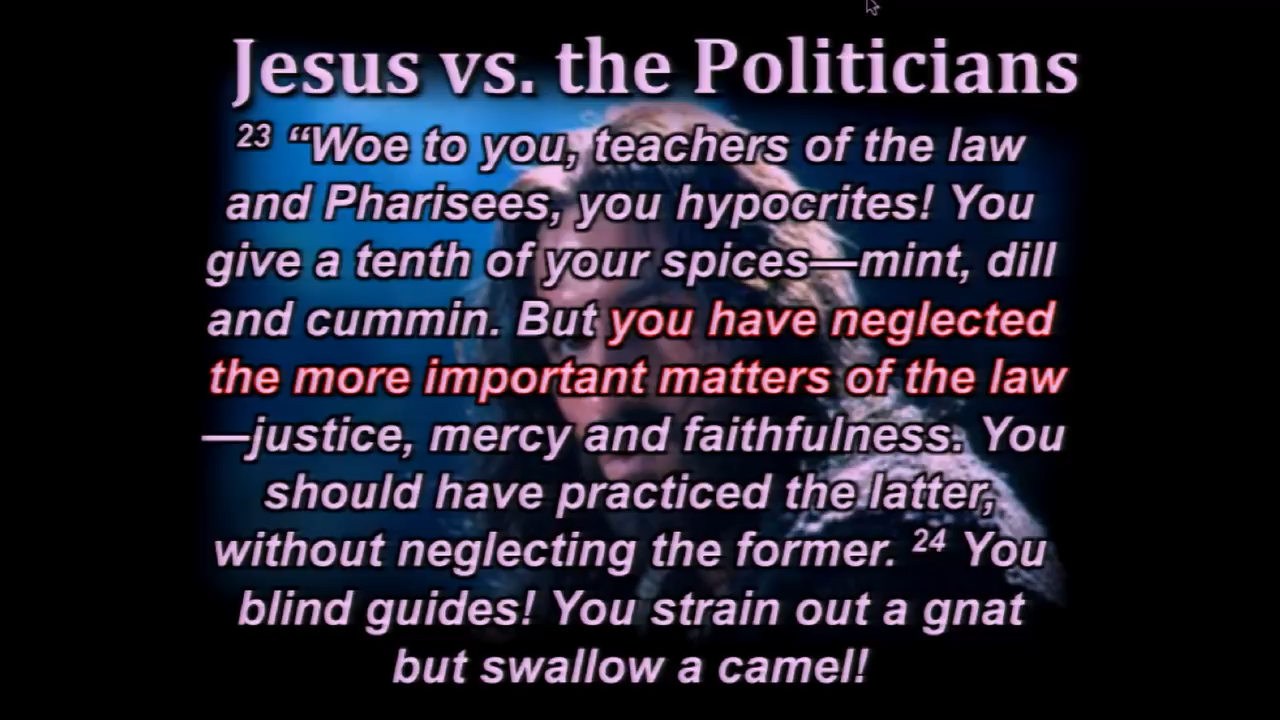 Jesus vs. the Politicians
23 “Woe to you, teachers of the law
and Pharisees, you hypocrites! You
give a tenth of your spices—mint, dill
and cummin. But you have neglected
the more important matters of the law
—justice, mercy and faithfulness. You
should have practiced the latter,
without neglecting the former. 24 You
blind guides! You strain out a gnat
but swallow a camel!